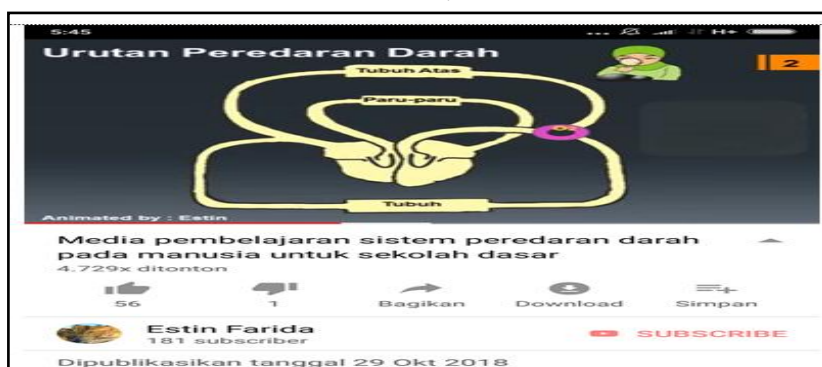 5:45
... H+
Urutan Peredaran Darah
2
Tubuh Atas
Paru-paru
Tubuh
Animated by : Estin
Media pembelajaran sistem peredaran darah
pada manusia untuk sekolah dasar
4.729x ditonton
56 1 Bagikan Download Simpan
Estin Farida
181 subscriber
SUBSCRIBE
Dipublikasikan tanggal 29 Okt 2018